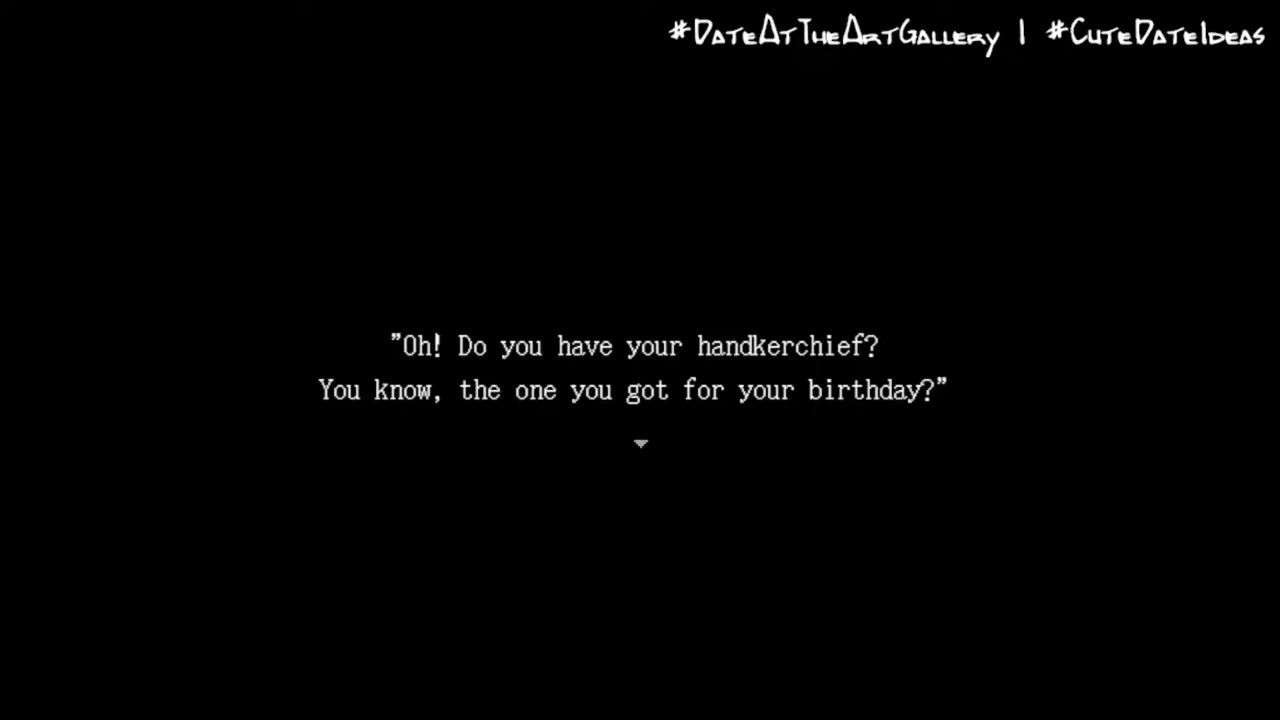 #DateAtTheArtGallery | #CuteDateIdeas
"Oh! Do you have your handkerchief?
You know, the one you got for your birthday?"